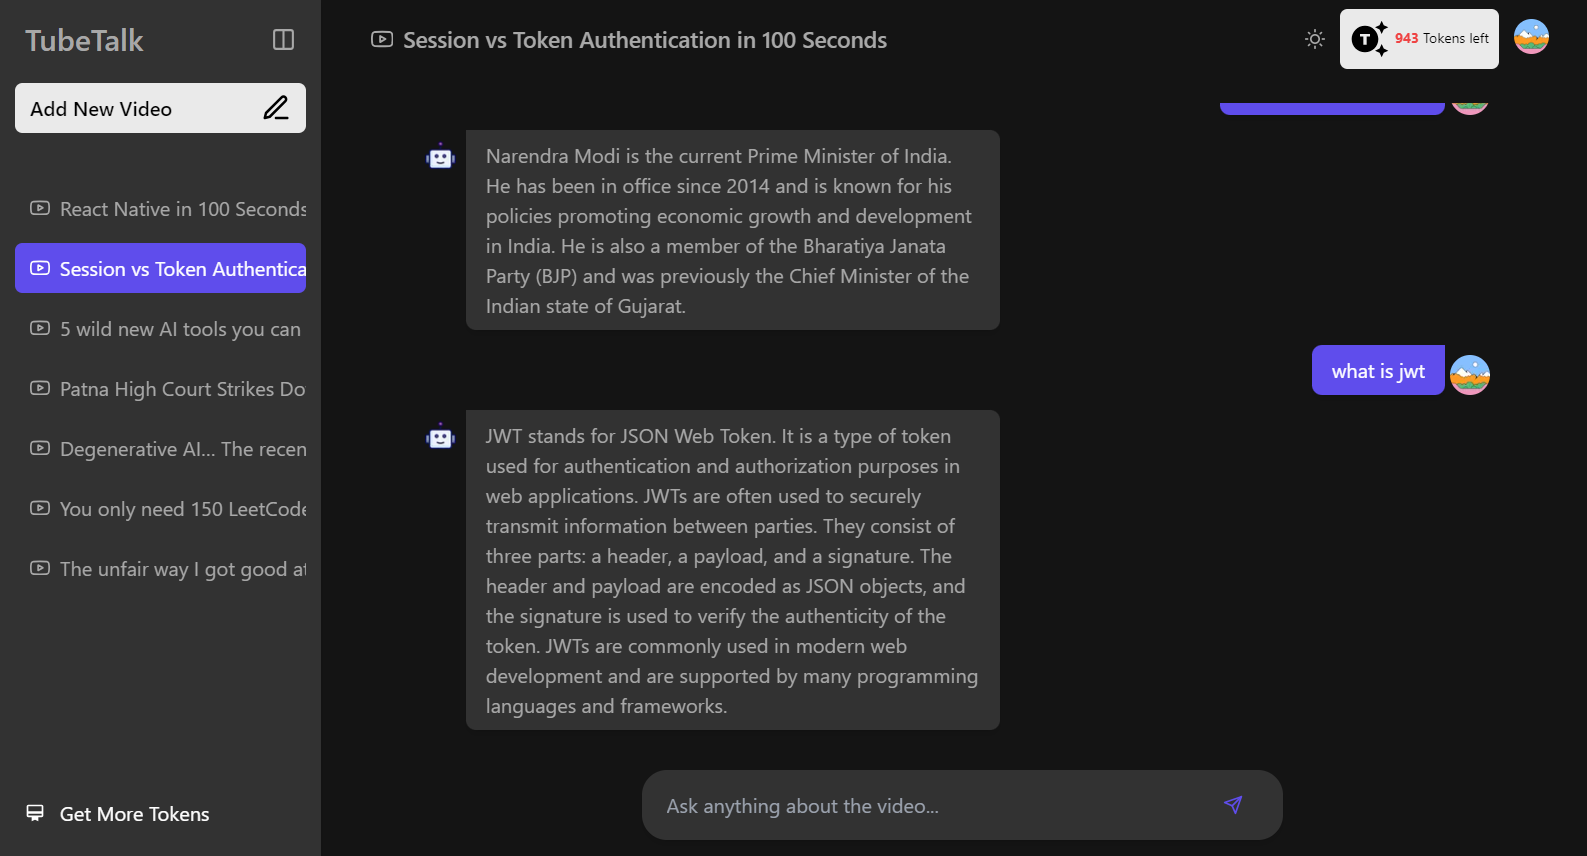 TubeTalk
Add New Video
React Native in 100 Seconds
Session vs Token Authentica
5 wild new AI tools you can
Patna High Court Strikes Do
Degenerative AI… The recen
You only need 150 LeetCode
The unfair way I got good at
Get More Tokens
Session vs Token Authentication in 100 Seconds
T
943 Tokens left
Narendra Modi is the current Prime Minister of India.
He has been in office since 2014 and is known for his
policies promoting economic growth and development
in India. He is also a member of the Bharatiya Janata
Party (BJP) and was previously the Chief Minister of the
Indian state of Gujarat.
what is jwt
JWT stands for JSON Web Token. It is a type of token
used for authentication and authorization purposes in
web applications. JWTs are often used to securely
transmit information between parties. They consist of
three parts: a header, a payload, and a signature. The
header and payload are encoded as JSON objects, and
the signature is used to verify the authenticity of the
token. JWTs are commonly used in modern web
development and are supported by many programming
languages and frameworks.
Ask anything about the video...